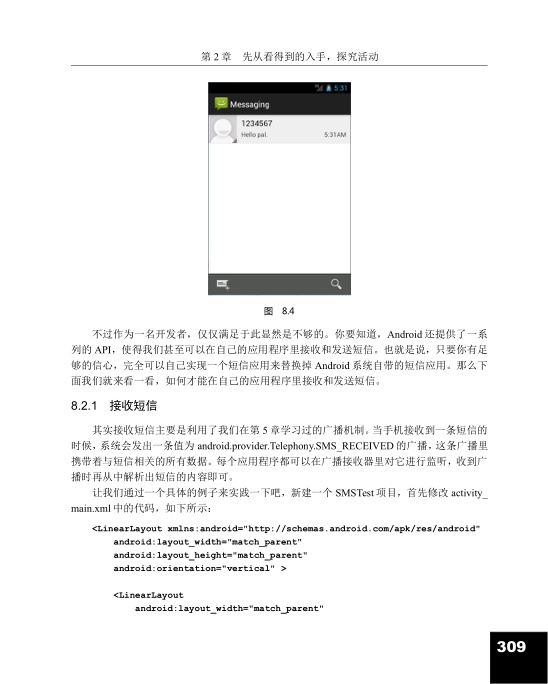 第 2 章 先从看得到的入手，探究活动
5:31
Messaging
1234567
Hello pal.
5:31AM
图 8.4
不过作为一名开发者，仅仅满足于此显然是不够的。你要知道，Android 还提供了一系
列的 API，使得我们甚至可以在自己的应用程序里接收和发送短信。也就是说，只要你有足
够的信心，完全可以自己实现一个短信应用来替换掉 Android 系统自带的短信应用。那么下
面我们就来看一看，如何才能在自己的应用程序里接收和发送短信。
8.2.1 接收短信
其实接收短信主要是利用了我们在第 5 章学习过的广播机制。当手机接收到一条短信的
时候，系统会发出一条值为 android.provider.Telephony.SMS_RECEIVED 的广播，这条广播里
携带着与短信相关的所有数据。每个应用程序都可以在广播接收器里对它进行监听，收到广
播时再从中解析出短信的内容即可。
让我们通过一个具体的例子来实践一下吧，新建一个 SMSTest 项目，首先修改 activity_
main.xml 中的代码，如下所示：
<LinearLayout xmlns:android="http://schemas.android.com/apk/res/android"
android:layout_width="match_parent"
android:layout_height="match_parent"
android:orientation="vertical" >
<LinearLayout
android:layout_width="match_parent"
309